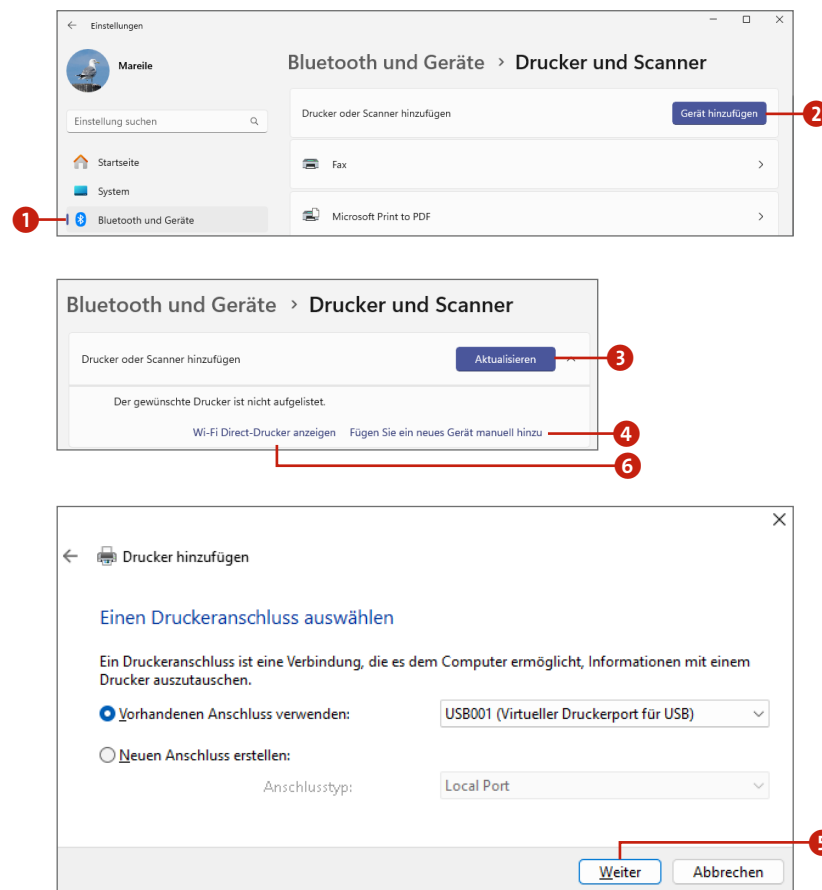 Einstellungen
Mareile
Einstellung suchen
Startseite
System
1
Bluetooth und Geräte
Bluetooth und Geräte > Drucker und Scanner
Drucker oder Scanner hinzufügen
Gerät hinzufügen
2
Fax
Microsoft Print to PDF
Bluetooth und Geräte > Drucker und Scanner
Drucker oder Scanner hinzufügen
Aktualisieren
3
Der gewünschte Drucker ist nicht aufgelistet.
Wi-Fi Direct-Drucker anzeigen Fügen Sie ein neues Gerät manuell hinzu
4
6
Drucker hinzufügen
Einen Druckeranschluss auswählen
Ein Druckeranschluss ist eine Verbindung, die es dem Computer ermöglicht, Informationen mit einem
Drucker auszutauschen.
Vorhandenen Anschluss verwenden: USB001 (Virtueller Druckerport für USB)
Neuen Anschluss erstellen:
Anschlusstyp: Local Port
5
Weiter Abbrechen